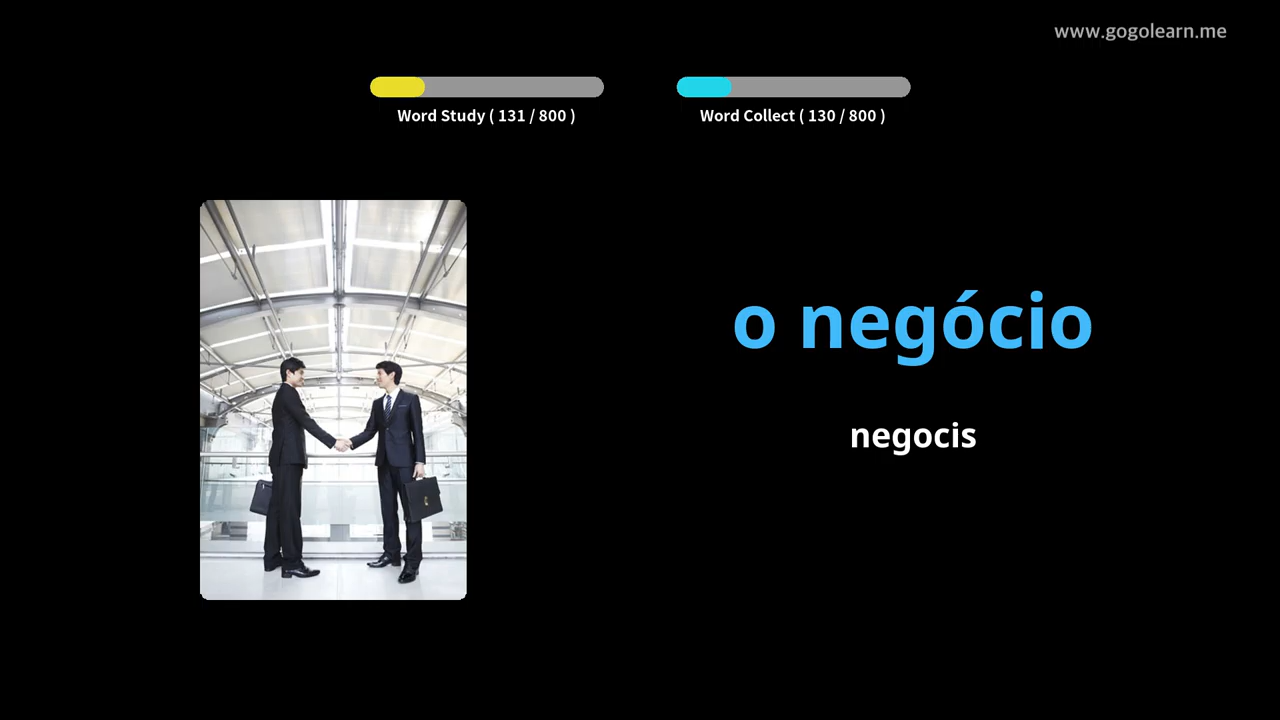 www.gogolearn.me
Word Study ( 131 / 800 )
Word Collect ( 130 / 800 )
o negócio
negocis